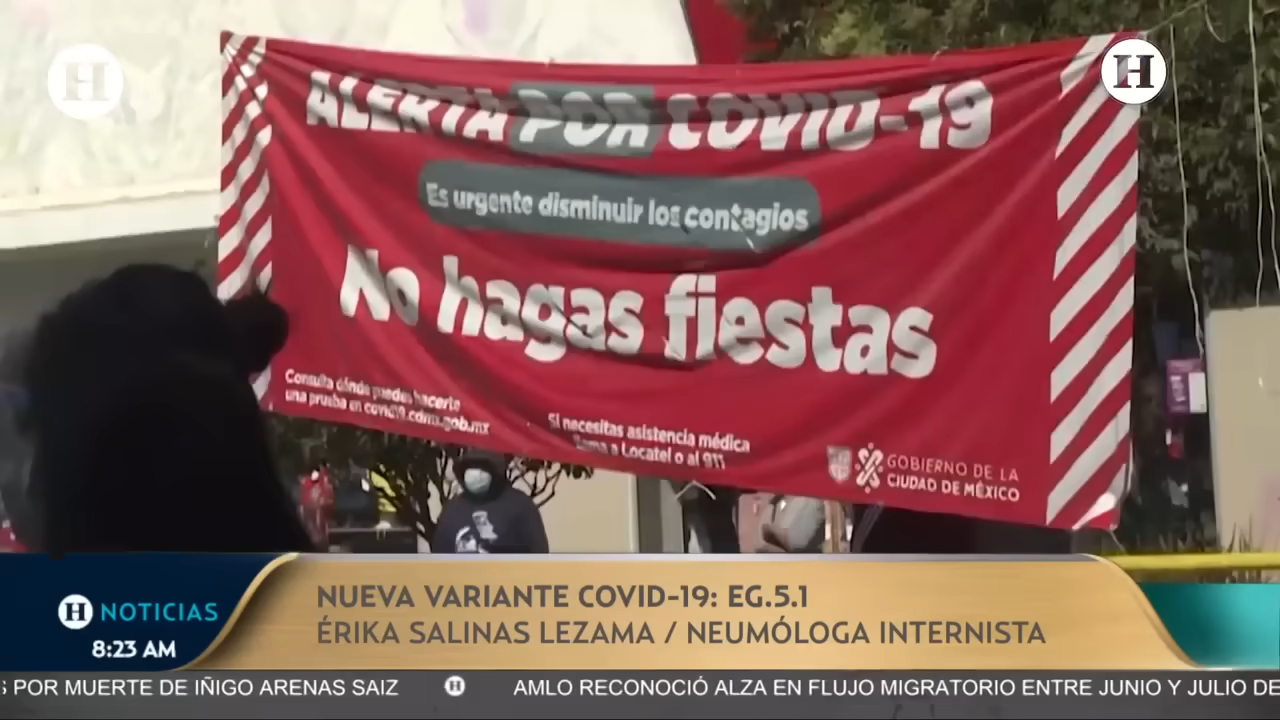 H
H
ALERTA POR COVID-19
Es urgente disminuir los contagios
No hagas fiestas
Consulta dónde puedes hacerte
una prueba en covid19.cdmx.gob.mx
Si necesitas asistencia médica
llama a Locatel o al 911
GOBIERNO DE LA
CIUDAD DE MÉXICO
NUEVA VARIANTE COVID-19: EG.5.1
ÉRIKA SALINAS LEZAMA / NEUMÓLOGA INTERNISTA
H NOTICIAS
8:23 AM
POR MUERTE DE IÑIGO ARENAS SAIZ H AMLO RECONOCIÓ ALZA EN FLUJO MIGRATORIO ENTRE JUNIO Y JULIO DE